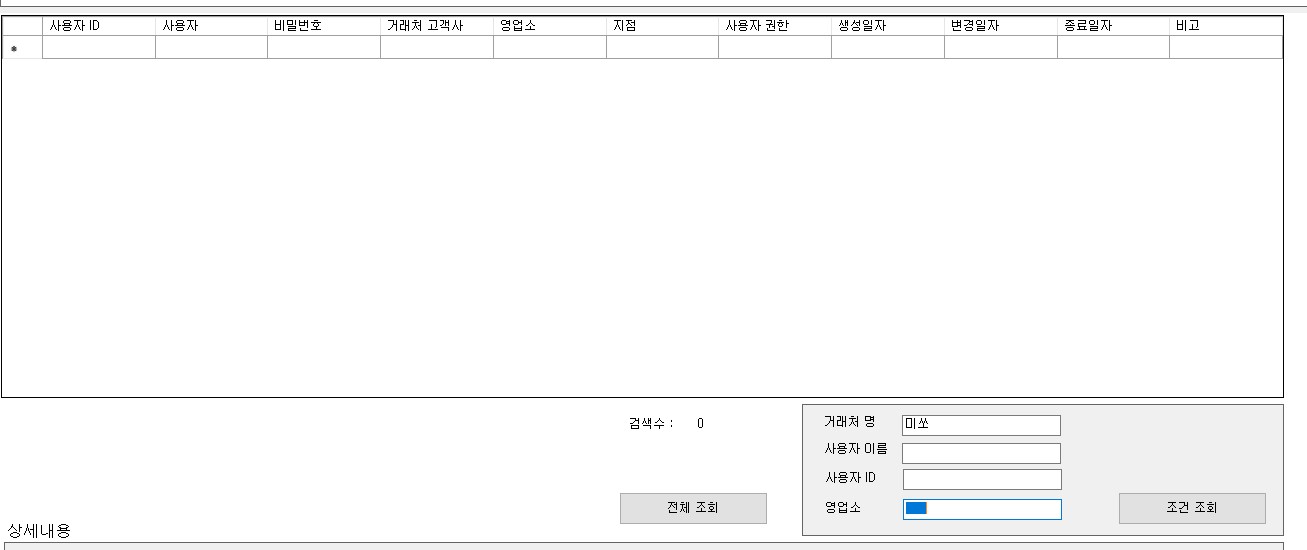 사용자 ID 사용자 비밀번호 거래처 고객사 영업소 지점 사용자 권한 생성일자 변경일자 종료일자 비고
*
검색수 : 0
거래처 명 미쏘
사용자 이름
사용자 ID
영업소
전체 조회 조건 조회
상세내용